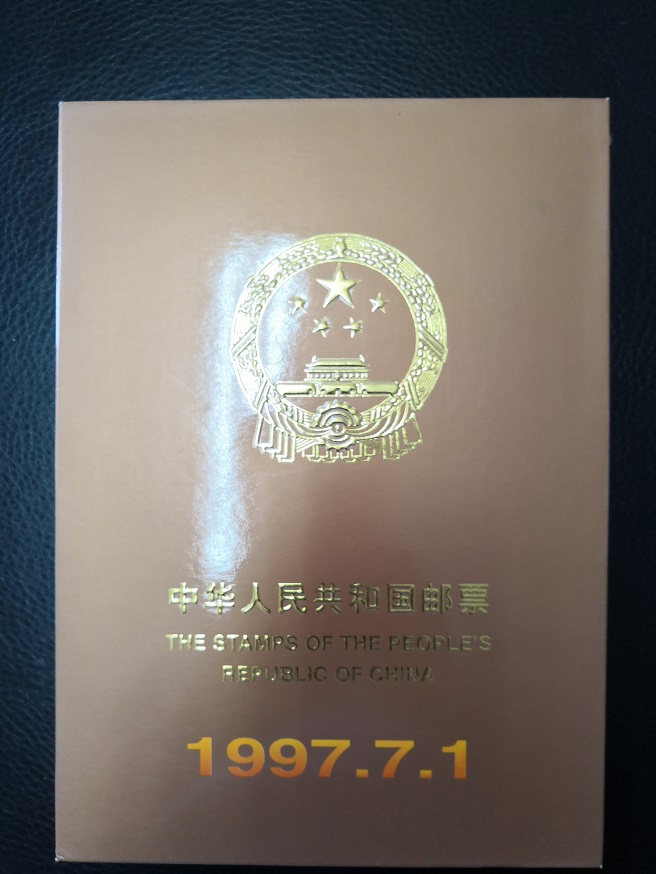 中华人民共和国邮票
THE STAMPS OF THE PEOPLE'S
REPUBLIC OF CHINA
1997.7.1